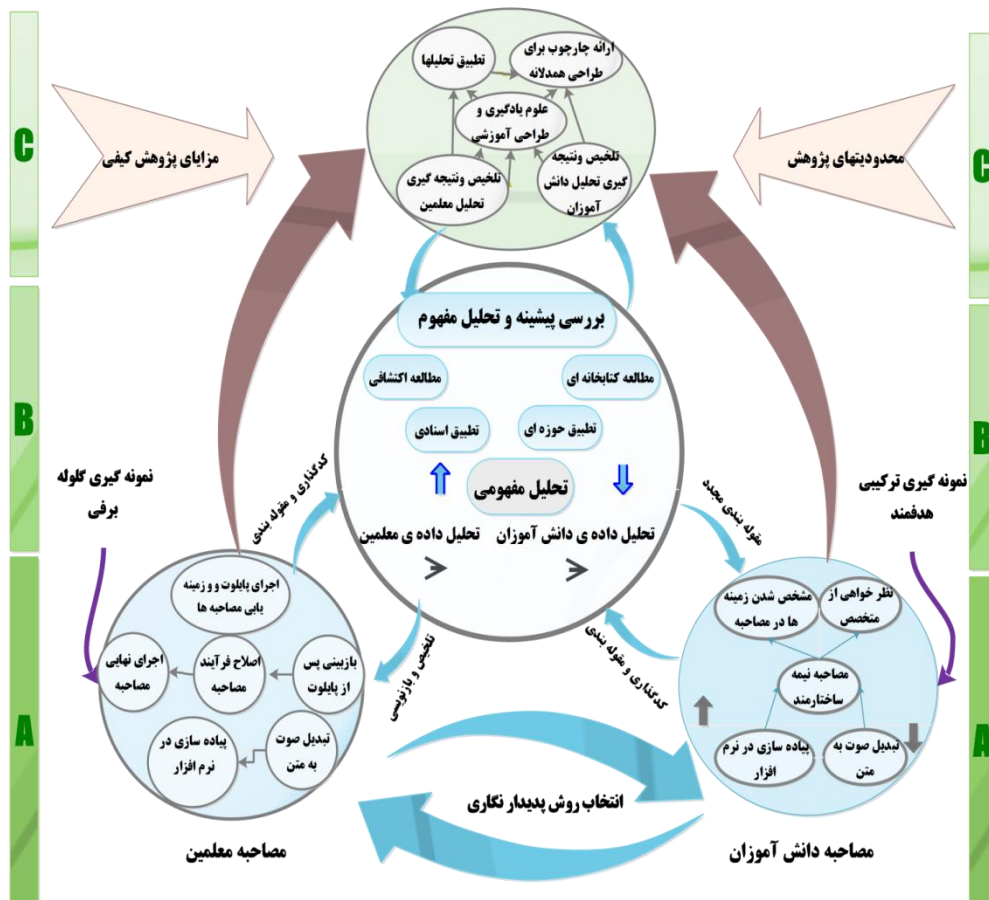 ارائه چارچوب برای
طراحی همدلانه
تطبیق تحلیلها
علوم یادگیری و
طراحی آموزشی
تلخیص ونتیجه
گیری تحلیل دانش
آموزان
تلخیص ونتیجه گیری
تحلیل معلمین
C
محدودیتهای پژوهش
مزایای پژوهش کیفی
C
بررسی پیشینه و تحلیل مفهوم
مطالعه کتابخانه ای
مطالعه اکتشافی
تطبیق حوزه ای
تطبیق اسنادی
تحلیل مفهومی
تحلیل داده ی دانش آموزان
تحلیل داده ی معلمین
B
B
نمونه گیری ترکیبی
هدفمند
نمونه گیری گلوله
برفی
مقوله بندی مجدد
کدگذاری و مقوله بندی
کدگذاری و مقوله بندی
تلخیص و بازنویسی
نظر خواهی از
متخصص
مشخص شدن زمینه
ها در مصاحبه
مصاحبه نیمه
ساختارمند
تبدیل صوت به
متن
پیاده سازی در نرم
افزار
اجرای پایلوت و و زمینه
یابی مصاحبه ها
بازبینی پس
از پایلوت
اصلاح فرآیند
مصاحبه
اجرای نهایی
مصاحبه
تبدیل صوت
به متن
پیاده سازی در
نرم افزار
A
A
انتخاب روش پدیدار نگاری
مصاحبه دانش آموزان
مصاحبه معلمین